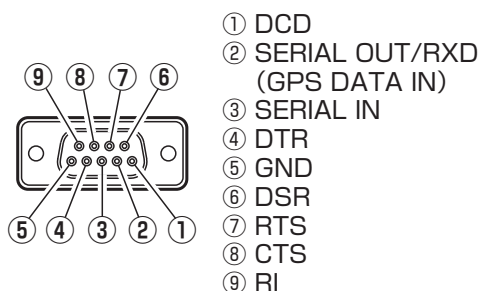 ① DCD
② SERIAL OUT/RXD
(GPS DATA IN)
③ SERIAL IN
④ DTR
⑤ GND
⑥ DSR
⑦ RTS
⑧ CTS
⑨ RI
⑨ ⑧ ⑦ ⑥
⑤ ④ ③ ② ①